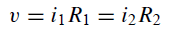 v = i₁R₁ = i₂R₂